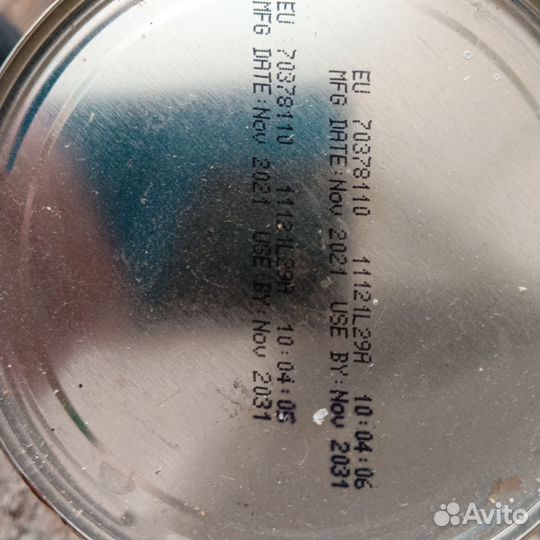 EU 70378110 11121L29A 10:04:06
MFG DATE:Nov 2021 USE BY:Nov 2031
EU 70378110 11121L29A 10:04:05
MFG DATE:Nov 2021 USE BY:Nov 2031
Avito